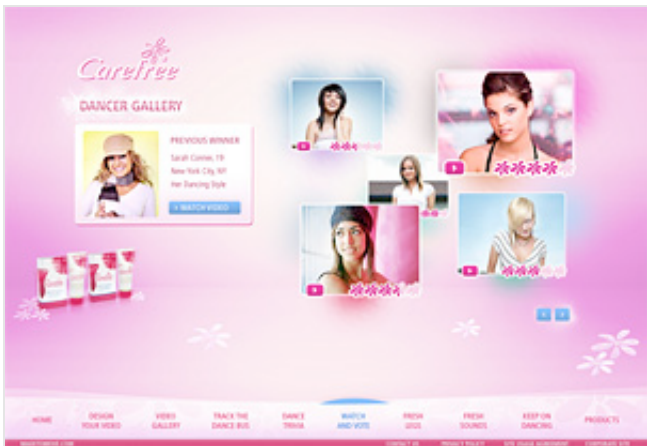 Carefree
DANCER GALLERY
PREVIOUS WINNER
Sarah Conner, 19
New York City, NY
Her Dancing Style
WATCH VIDEO
HOME
DESIGN YOUR VIDEO
VIDEO GALLERY
TRACK THE DANCE BUS
DANCE TRIVIA
WATCH AND VOTE
FRESH
FRESH SOUNDS
KEEP ON DANCING
PRODUCTS
CONTACT US
PRIVACY POLICY
SITE USAGE AGREEMENT
CORPORATE SITE